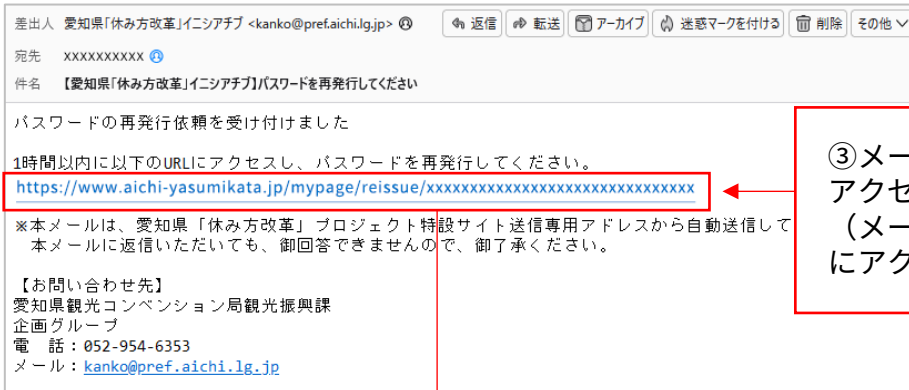 差出人 愛知県「休み方改革」イニシアチブ <kanko@pref.aichi.lg.jp>
返信 転送 アーカイブ 迷惑マークを付ける 削除 その他
宛先 xxxxxxxxxx
件名 【愛知県「休み方改革」イニシアチブ】パスワードを再発行してください
パスワードの再発行依頼を受け付けました
1時間以内に以下のURLにアクセスし、パスワードを再発行してください。
https://www.aichi-yasumikata.jp/mypage/reissue/xxxxxxxxxxxxxxxxxxxxxxxxxxxxxxxx
※本メールは、愛知県「休み方改革」プロジェクト特設サイト送信専用アドレスから自動送信して
本メールに返信いただいても、御回答できませんので、御了承ください。
【お問い合わせ先】
愛知県観光コンベンション局観光振興課
企画グループ
電 話：052-954-6353
メール：kanko@pref.aichi.lg.jp
③メー
アクセ
（メー
にアク